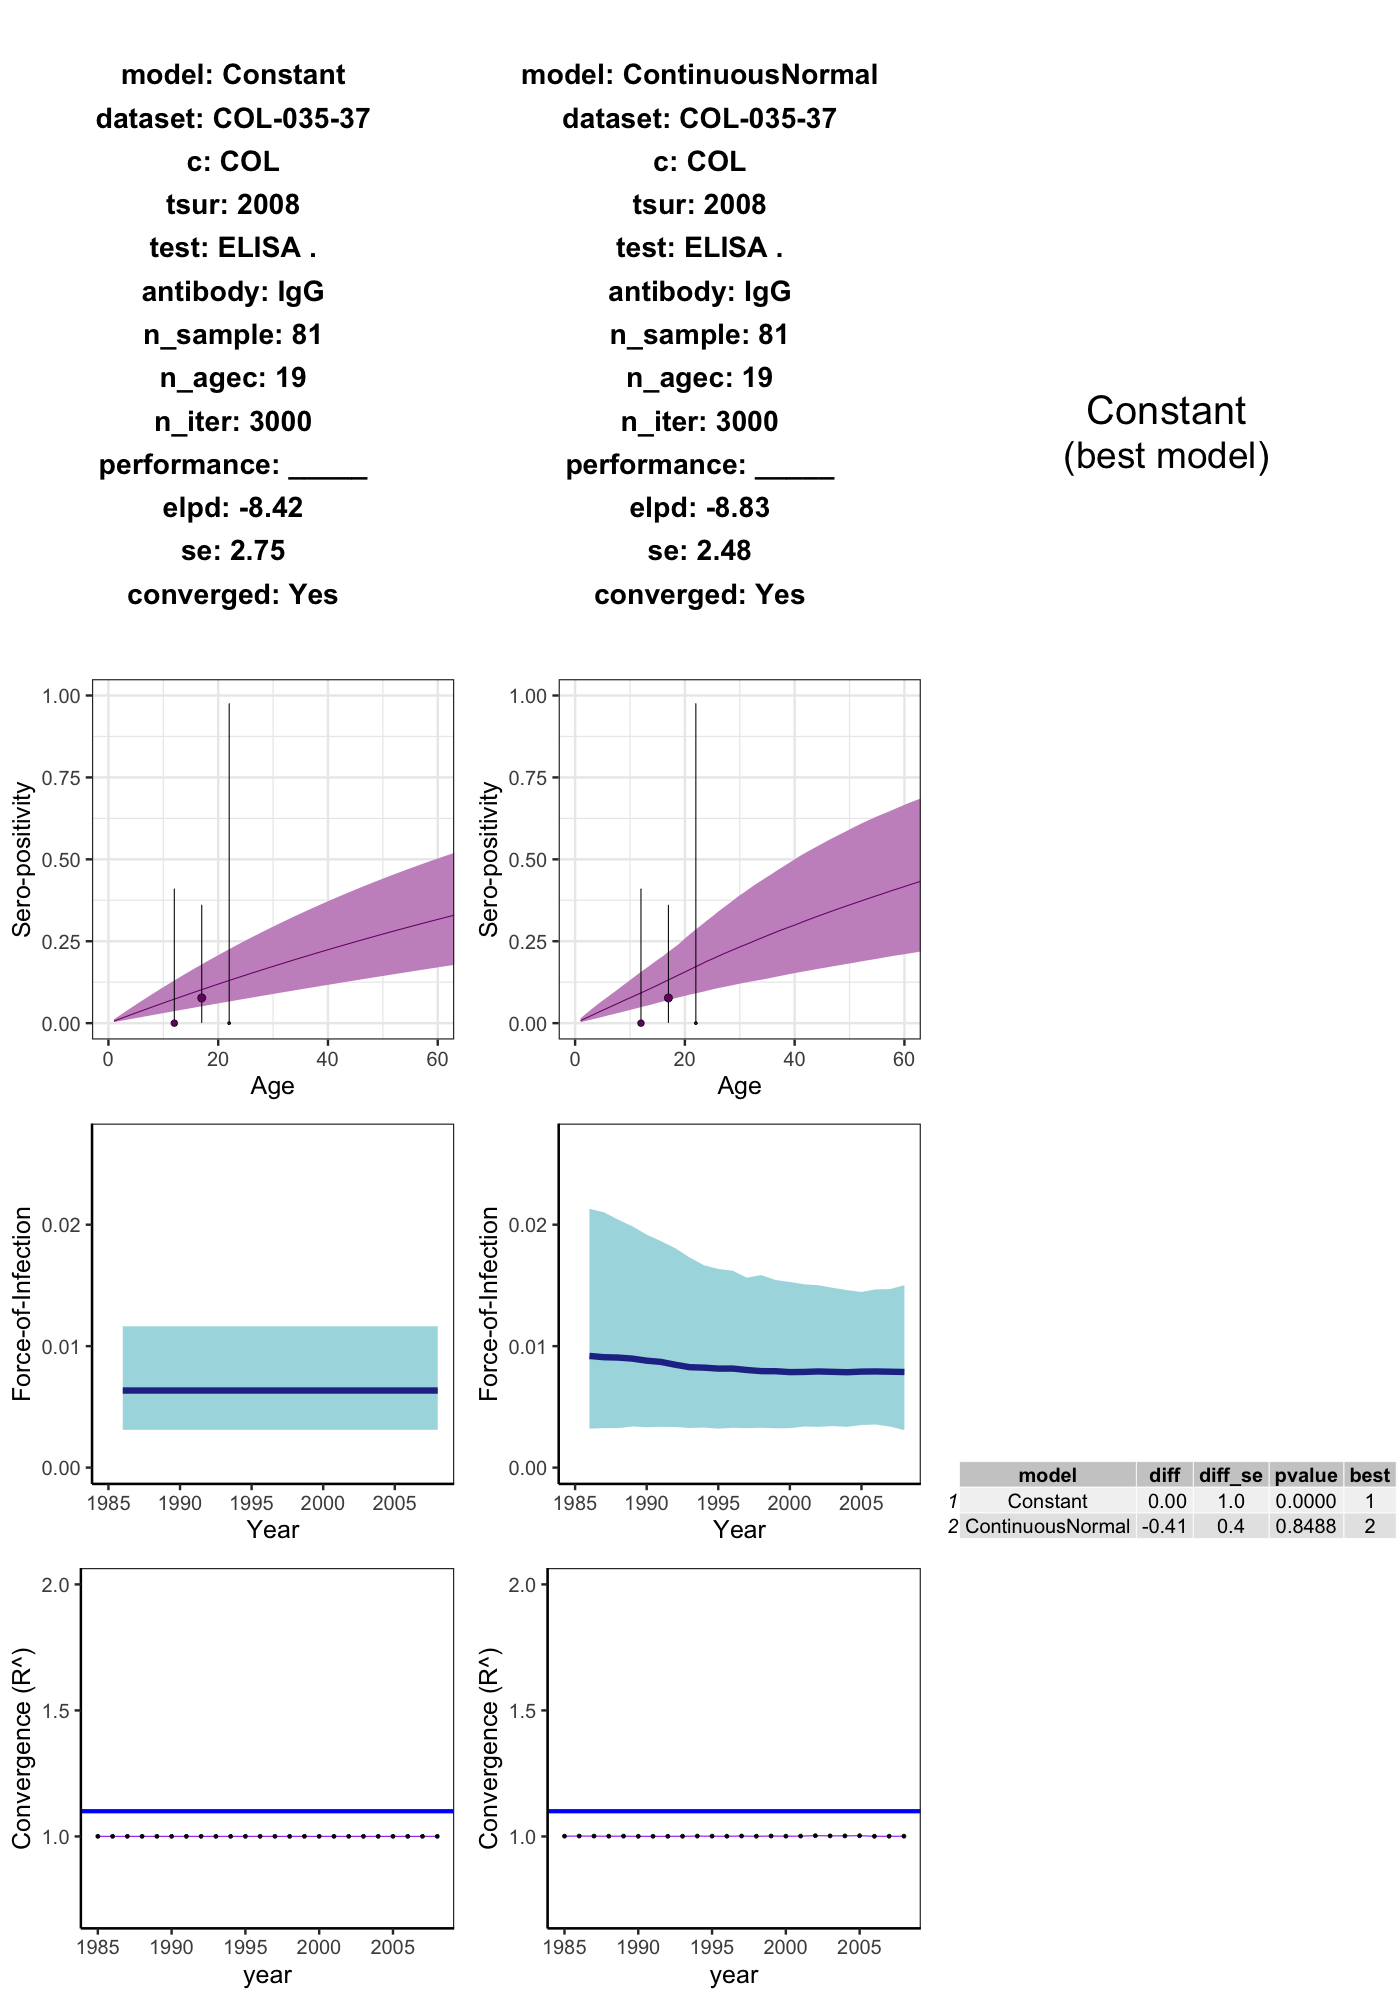 model: Constant
dataset: COL-035-37
c: COL
tsur: 2008
test: ELISA .
antibody: IgG
n_sample: 81
n_agec: 19
n_iter: 3000
performance: _____
elpd: -8.42
se: 2.75
converged: Yes
model: ContinuousNormal
dataset: COL-035-37
c: COL
tsur: 2008
test: ELISA .
antibody: IgG
n_sample: 81
n_agec: 19
n_iter: 3000
performance: _____
elpd: -8.83
se: 2.48
converged: Yes
Constant
(best model)
Sero-positivity
1.00
0.75
0.50
0.25
0.00
0 20 40 60
Age
Sero-positivity
1.00
0.75
0.50
0.25
0.00
0 20 40 60
Age
Force-of-Infection
0.02
0.01
0.00
1985 1990 1995 2000 2005
Year
Force-of-Infection
0.02
0.01
0.00
1985 1990 1995 2000 2005
Year
model diff diff_se pvalue best
1 Constant 0.00 1.0 0.0000 1
2 ContinuousNormal -0.41 0.4 0.8488 2
Convergence (R^)
2.0
1.5
1.0
1985 1990 1995 2000 2005
year
Convergence (R^)
2.0
1.5
1.0
1985 1990 1995 2000 2005
year